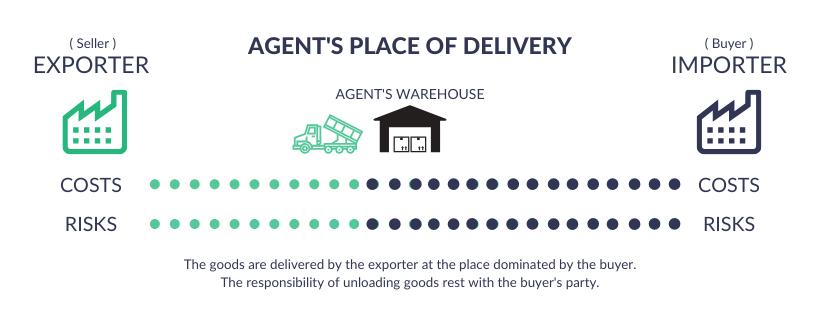 ( Seller )
EXPORTER
AGENT'S PLACE OF DELIVERY
( Buyer )
IMPORTER
AGENT'S WAREHOUSE
COSTS
COSTS
RISKS
RISKS
The goods are delivered by the exporter at the place dominated by the buyer.
The responsibility of unloading goods rest with the buyer's party.